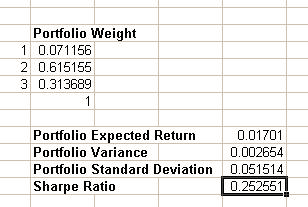 Portfolio Weight
1 0.071156
2 0.615155
3 0.313689
1
Portfolio Expected Return 0.01701
Portfolio Variance 0.002654
Portfolio Standard Deviation 0.051514
Sharpe Ratio 0.252551